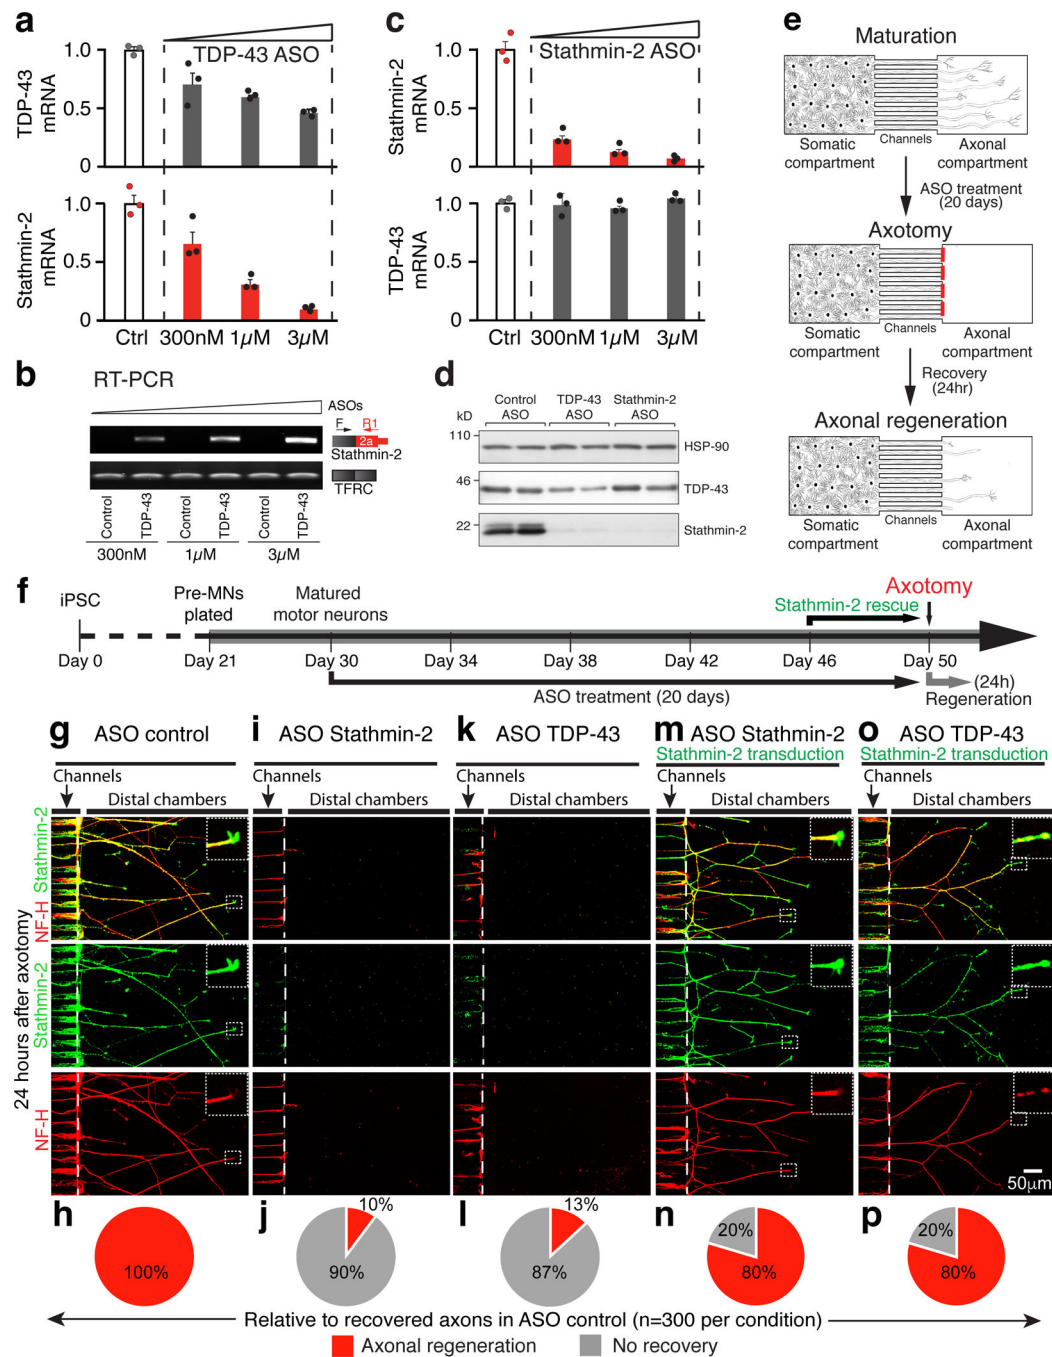 a
TDP-43 ASO
TDP-43
mRNA
1.0
0.5
0
Stathmin-2
mRNA
1.0
0.5
0
Ctrl 300nM 1µM 3µM
c
Stathmin-2 ASO
Stathmin-2
mRNA
1.0
0.5
0
TDP-43
mRNA
1.0
0.5
0
Ctrl 300nM 1µM 3µM
e
Maturation
Channels
Somatic
compartment
Axonal
compartment
ASO treatment
(20 days)
Axotomy
Channels
Somatic
compartment
Axonal
compartment
Recovery
(24hr)
Axonal regeneration
Channels
Somatic
compartment
Axonal
compartment
b
RT-PCR
ASOs
F R1
2a
Stathmin-2
TFRC
Control
TDP-43
Control
TDP-43
Control
TDP-43
300nM 1µM 3µM
d
Control
ASO
TDP-43
ASO
Stathmin-2
ASO
kD
110
46
22
HSP-90
TDP-43
Stathmin-2
f
iPSC
Pre-MNs
plated
Matured
motor neurons
Stathmin-2 rescue
Axotomy
Day 0 Day 21 Day 30 Day 34 Day 38 Day 42 Day 46 Day 50
ASO treatment (20 days)
(24h)
Regeneration
g ASO control
Channels
Distal chambers
i ASO Stathmin-2
Channels
Distal chambers
k ASO TDP-43
Channels
Distal chambers
m ASO Stathmin-2
Stathmin-2 transduction
Channels
Distal chambers
o ASO TDP-43
Stathmin-2 transduction
Channels
Distal chambers
24 hours after axotomy
NF-H Stathmin-2
Stathmin-2
NF-H
50µm
h
100%
j
10%
90%
l
13%
87%
n
20%
80%
p
20%
80%
Relative to recovered axons in ASO control (n=300 per condition)
Axonal regeneration
No recovery